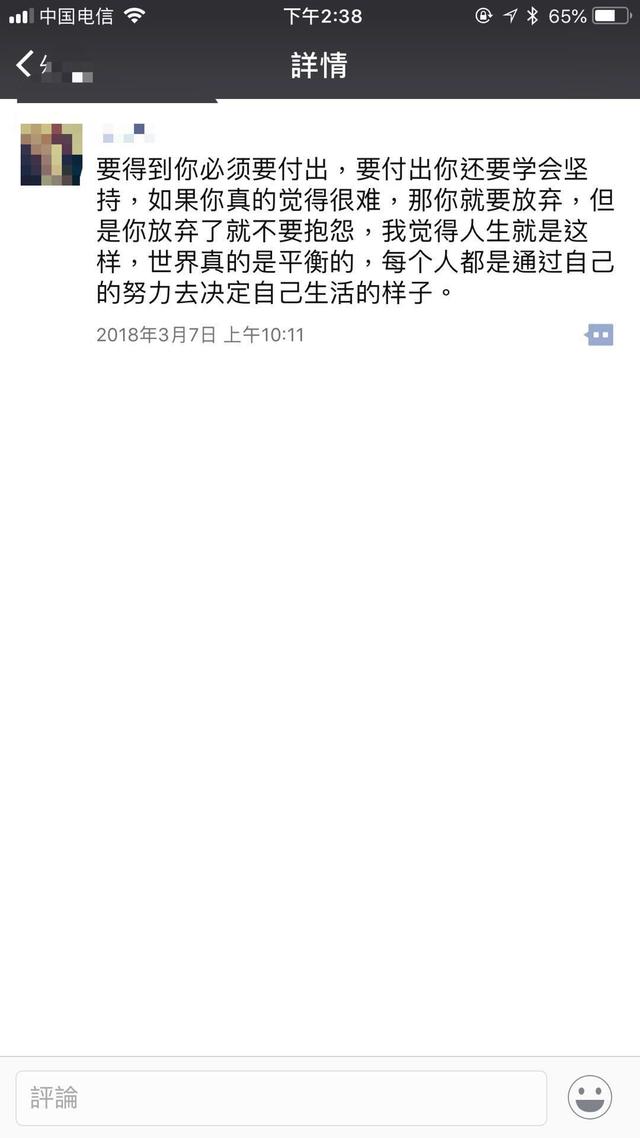 中国电信
下午2:38
65%
詳情
要得到你必须要付出，要付出你还要学会坚
持，如果你真的觉得很难，那你就要放弃，但
是你放弃了就不要抱怨，我觉得人生就是这
样，世界真的是平衡的，每个人都是通过自己
的努力去决定自己生活的样子。
2018年3月7日 上午10:11
評論